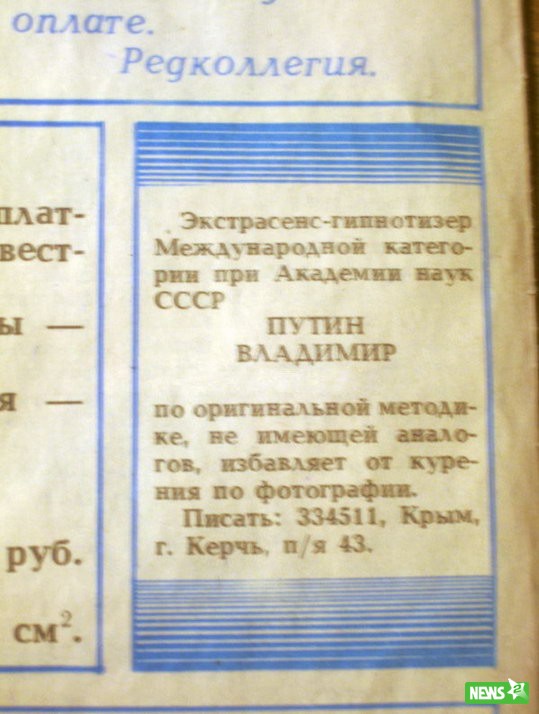 оплате.
Редколлегия.
плат-
вест-
ы —
я —
руб.
см².
Экстрасенс-гипнотизер
Международной катего-
рии при Академии наук
СССР
ПУТИН
ВЛАДИМИР
по оригинальной методи-
ке, не имеющей анало-
гов, избавляет от куре-
ния по фотографии.
Писать: 334511, Крым,
г. Керчь, п/я 43.
NEWS2